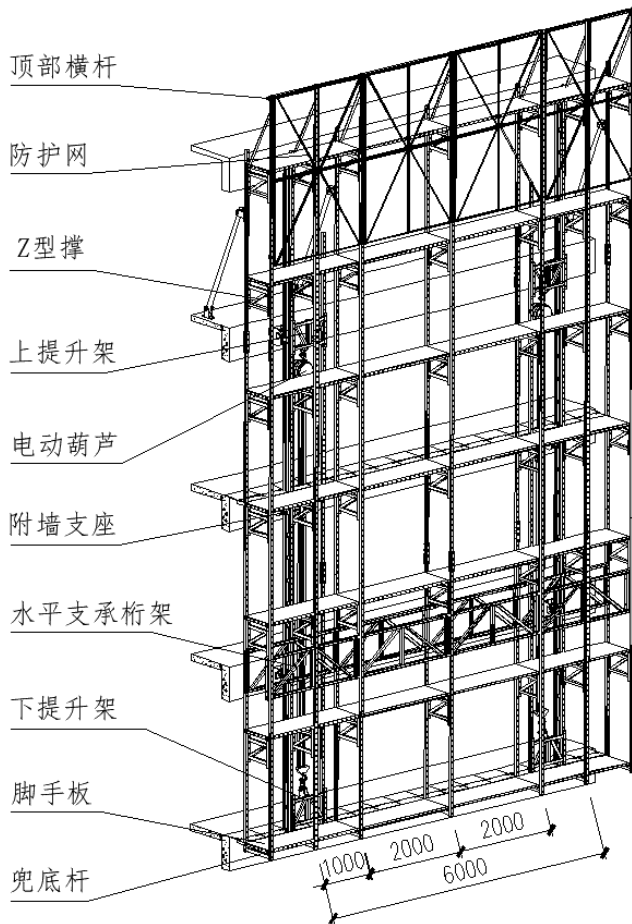 顶部横杆
防护网
Z型撑
上提升架
电动葫芦
附墙支座
水平支承桁架
下提升架
脚手板
兜底杆
1000
2000
2000
6000